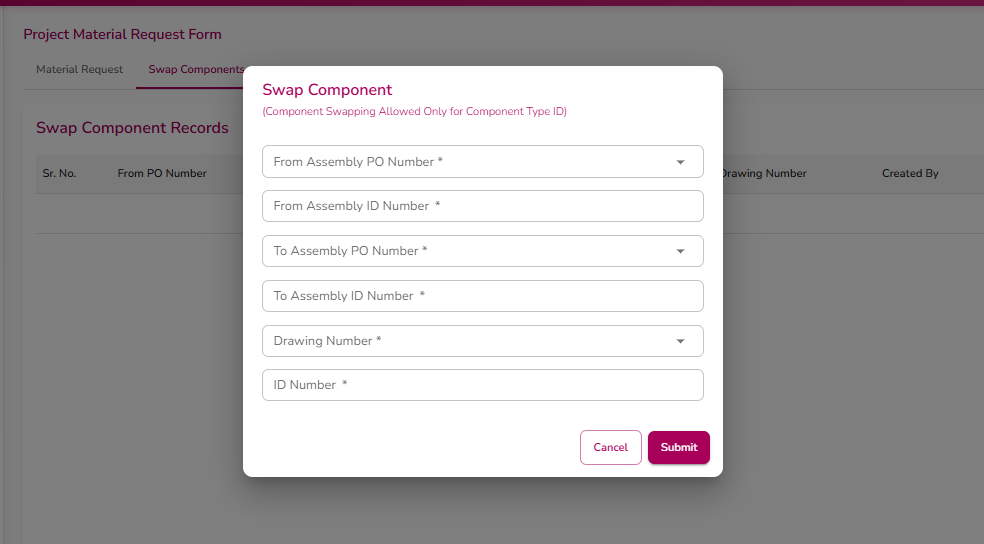 Project Material Request Form
Material Request
Swap Components
Swap Component Records
Sr. No.
From PO Number
Drawing Number
Created By
Swap Component
(Component Swapping Allowed Only for Component Type ID)
From Assembly PO Number *
From Assembly ID Number *
To Assembly PO Number *
To Assembly ID Number *
Drawing Number *
ID Number *
Cancel
Submit